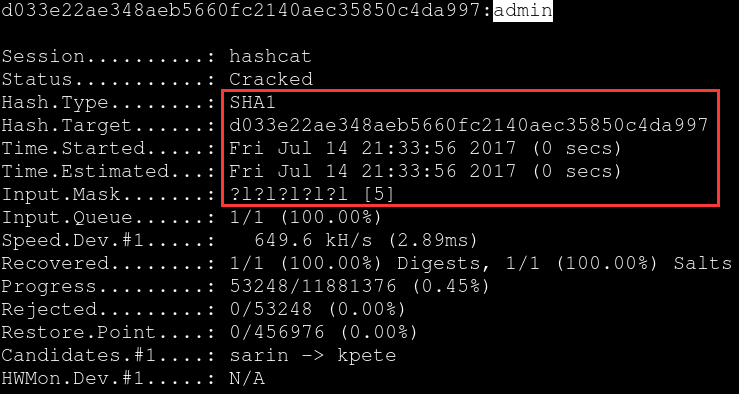 d033e22ae348aeb5660fc2140aec35850c4da997:admin
Session..........: hashcat
Status...........: Cracked
Hash.Type........: SHA1
Hash.Target......: d033e22ae348aeb5660fc2140aec35850c4da997
Time.Started.....: Fri Jul 14 21:33:56 2017 (0 secs)
Time.Estimated...: Fri Jul 14 21:33:56 2017 (0 secs)
Input.Mask.......: ?l?l?l?l?l [5]
Input.Queue......: 1/1 (100.00%)
Speed.Dev.#1.....:   649.6 kH/s (2.89ms)
Recovered........: 1/1 (100.00%) Digests, 1/1 (100.00%) Salts
Progress.........: 53248/11881376 (0.45%)
Rejected.........: 0/53248 (0.00%)
Restore.Point....: 0/456976 (0.00%)
Candidates.#1....: sarin -> kpete
HWMon.Dev.#1.....: N/A